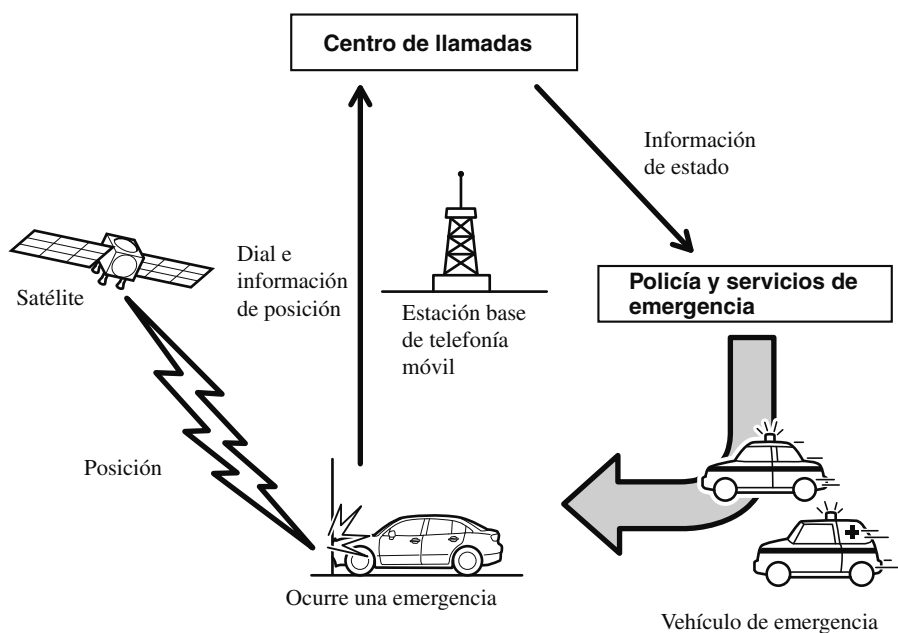 Centro de llamadas
Información
de estado
Dial e
información
de posición
Satélite
Estación base
de telefonía
móvil
Policía y servicios de
emergencia
Posición
Ocurre una emergencia
Vehículo de emergencia